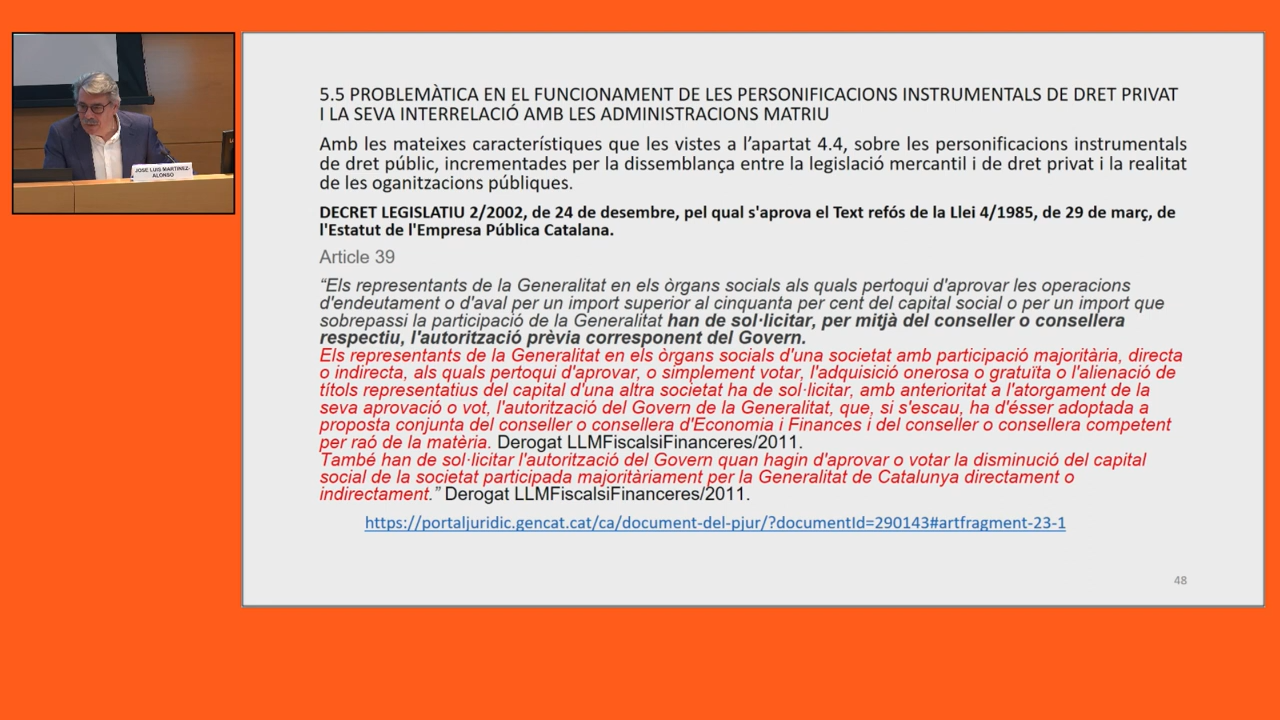 JOSE LUIS MARTINEZ-
ALONSO
5.5 PROBLEMÀTICA EN EL FUNCIONAMENT DE LES PERSONIFICACIONS INSTRUMENTALS DE DRET PRIVAT
I LA SEVA INTERRELACIÓ AMB LES ADMINISTRACIONS MATRIU
Amb les mateixes característiques que les vistes a l’apartat 4.4, sobre les personificacions instrumentals
de dret públic, incrementades per la dissemblança entre la legislació mercantil i de dret privat i la realitat
de les oganitzacions públiques.
DECRET LEGISLATIU 2/2002, de 24 de desembre, pel qual s'aprova el Text refós de la Llei 4/1985, de 29 de març, de
l'Estatut de l'Empresa Pública Catalana.
Article 39
“Els representants de la Generalitat en els òrgans socials als quals pertoqui d'aprovar les operacions
d'endeutament o d'aval per un import superior al cinquanta per cent del capital social o per un import que
sobrepassi la participació de la Generalitat han de sol·licitar, per mitjà del conseller o consellera
respectiu, l'autorització prèvia corresponent del Govern.
Els representants de la Generalitat en els òrgans socials d'una societat amb participació majoritària, directa
o indirecta, als quals pertoqui d'aprovar, o simplement votar, l'adquisició onerosa o gratuïta o l'alienació de
títols representatius del capital d'una altra societat ha de sol·licitar, amb anterioritat a l'atorgament de la
seva aprovació o vot, l'autorització del Govern de la Generalitat, que, si s'escau, ha d'ésser adoptada a
proposta conjunta del conseller o consellera d'Economia i Finances i del conseller o consellera competent
per raó de la matèria. Derogat LLMFiscalsiFinanceres/2011.
També han de sol·licitar l'autorització del Govern quan hagin d'aprovar o votar la disminució del capital
social de la societat participada majoritàriament per la Generalitat de Catalunya directament o
indirectament.” Derogat LLMFiscalsiFinanceres/2011.
https://portaljuridic.gencat.cat/ca/document-del-pjur/?documentId=290143#artfragment-23-1
48